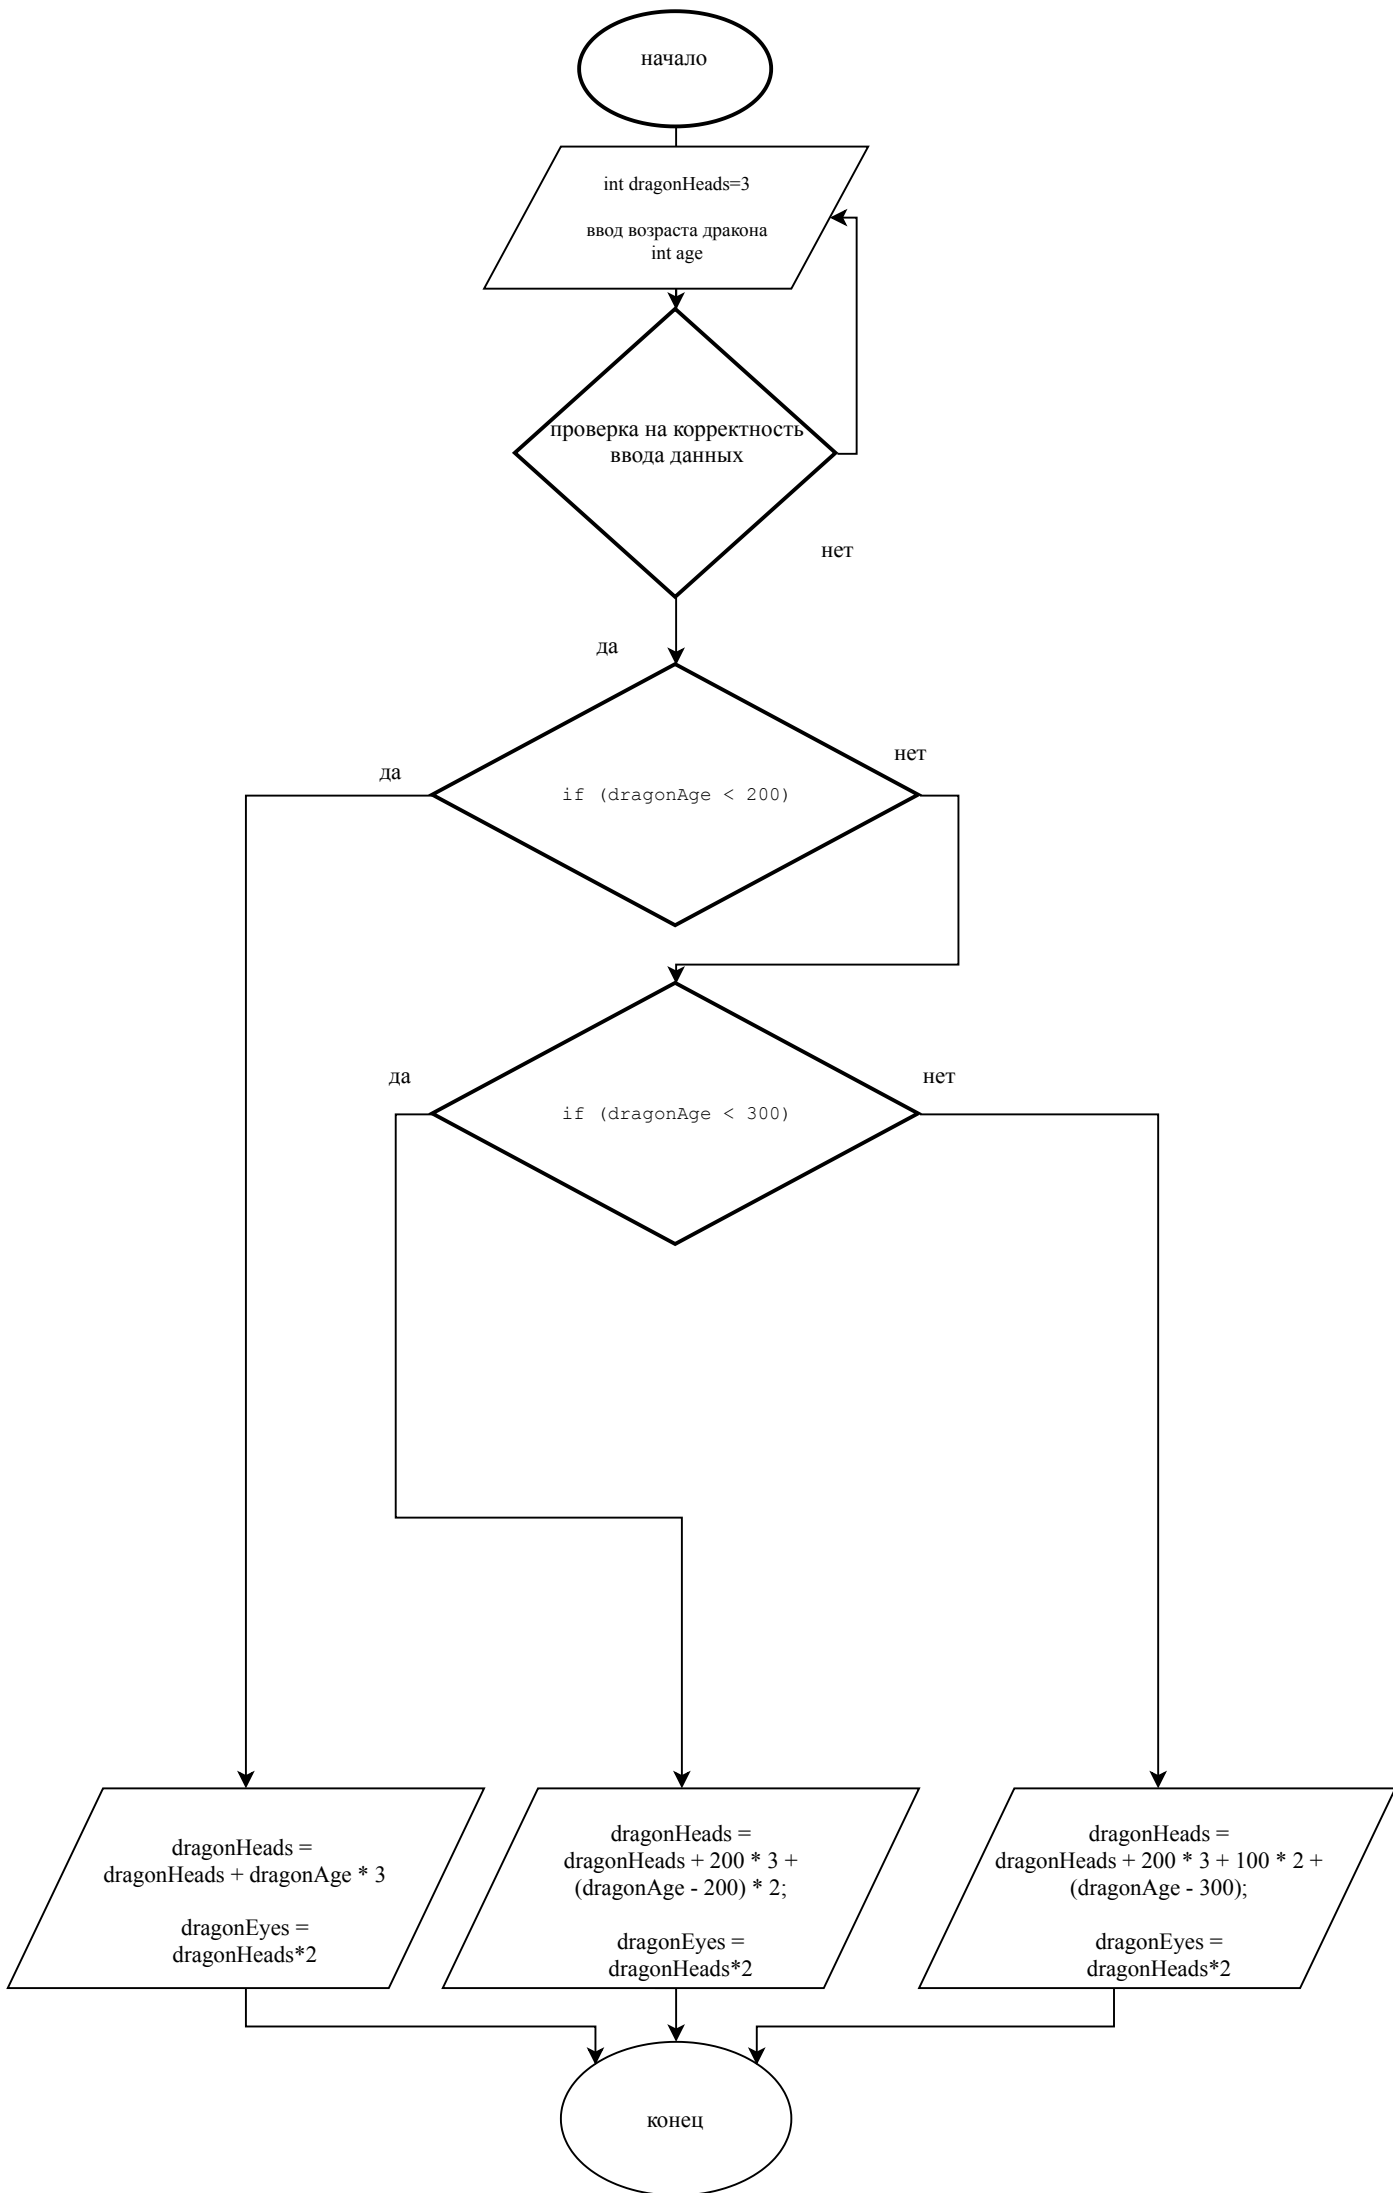 начало
int dragonHeads=3
ввод возраста дракона
int age
проверка на корректность
ввода данных
нет
да
да
нет
if (dragonAge < 200)
да
нет
if (dragonAge < 300)
dragonHeads =
dragonHeads + dragonAge * 3
dragonEyes =
dragonHeads*2
dragonHeads =
dragonHeads + 200 * 3 +
(dragonAge - 200) * 2;
dragonEyes =
dragonHeads*2
dragonHeads =
dragonHeads + 200 * 3 + 100 * 2 +
(dragonAge - 300);
dragonEyes =
dragonHeads*2
конец